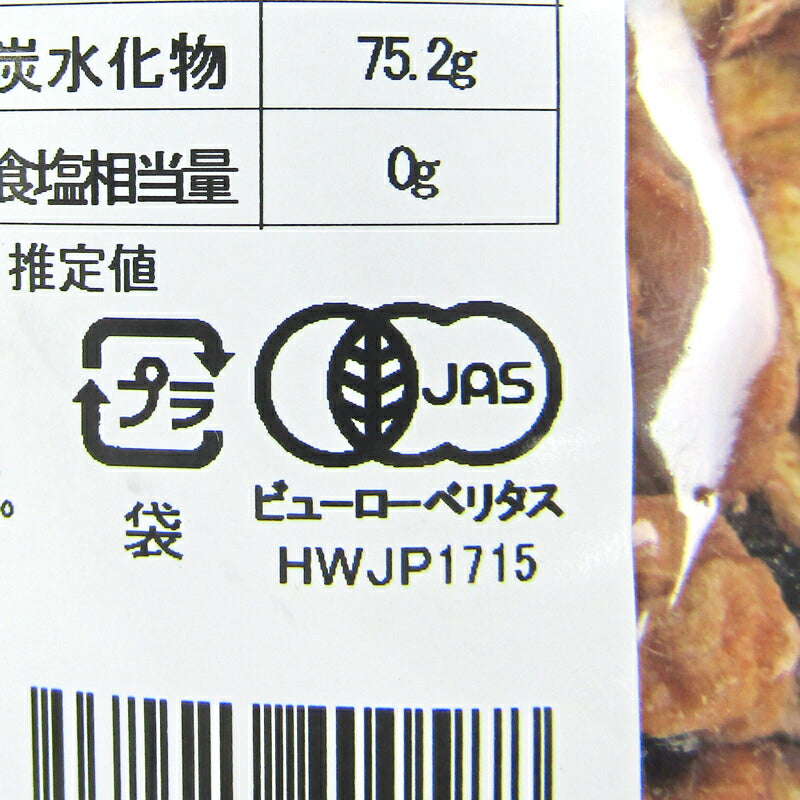 炭水化物 75.2g
食塩相当量 0g
推定値
プラ
JAS
。
袋
ビューローベリタス
HWJP1715